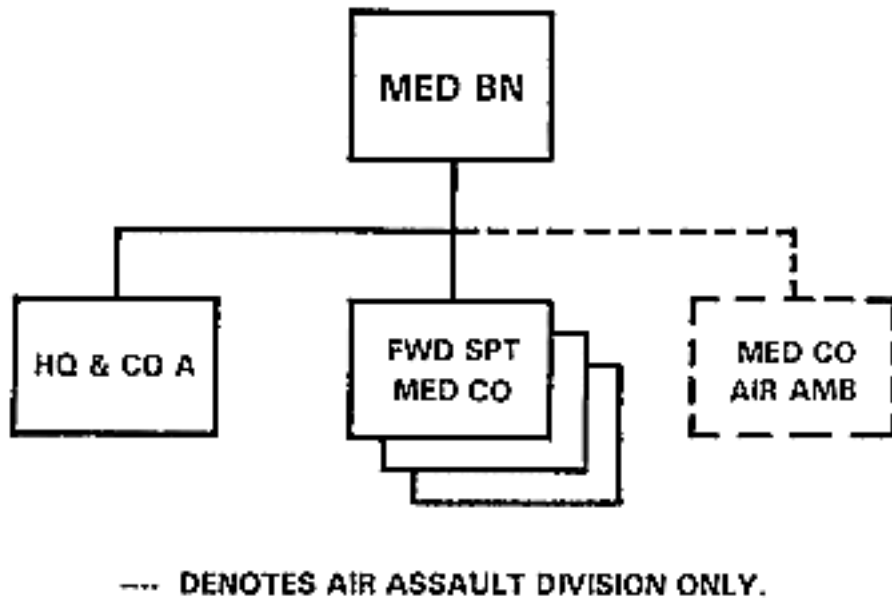 MED BN
HQ & CO A
FWD SPT
MED CO
MED CO
AIR AMB
---- DENOTES AIR ASSAULT DIVISION ONLY.